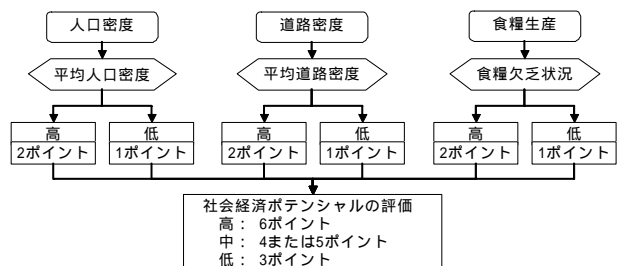 人口密度
道路密度
食糧生産
平均人口密度
平均道路密度
食糧欠乏状況
高
低
高
低
高
低
2ポイント
1ポイント
2ポイント
1ポイント
2ポイント
1ポイント
社会経済ポテンシャルの評価
高： 6ポイント
中： 4または5ポイント
低： 3ポイント